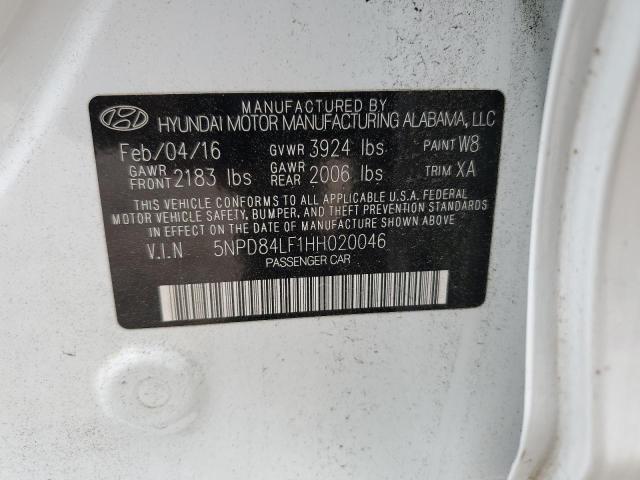 MANUFACTURED BY
HYUNDAI MOTOR MANUFACTURING ALABAMA, LLC
Feb/04/16 GVWR 3924 lbs PAINT W8
GAWR FRONT 2183 lbs GAWR REAR 2006 lbs TRIM XA
THIS VEHICLE CONFORMS TO ALL APPLICABLE U.S.A. FEDERAL
MOTOR VEHICLE SAFETY, BUMPER, AND THEFT PREVENTION
STANDARDS IN EFFECT ON THE DATE OF MANUFACTURE SHOWN ABOVE.
V.I.N 5NPD84LF1HH020046
PASSENGER CAR